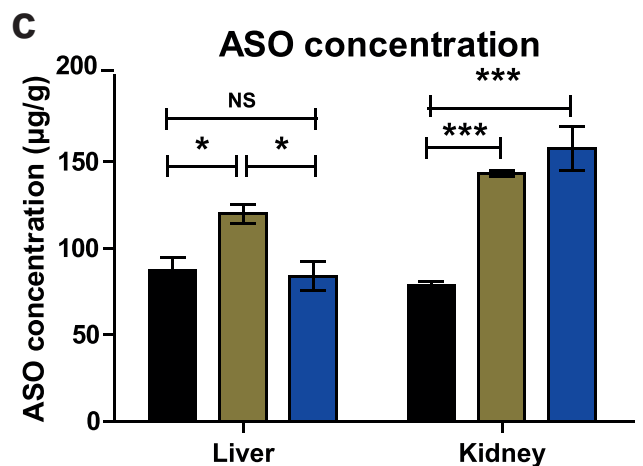 C
ASO concentration
ASO concentration (µg/g)
200
150
100
50
0
NS
*
*
***
***
Liver
Kidney